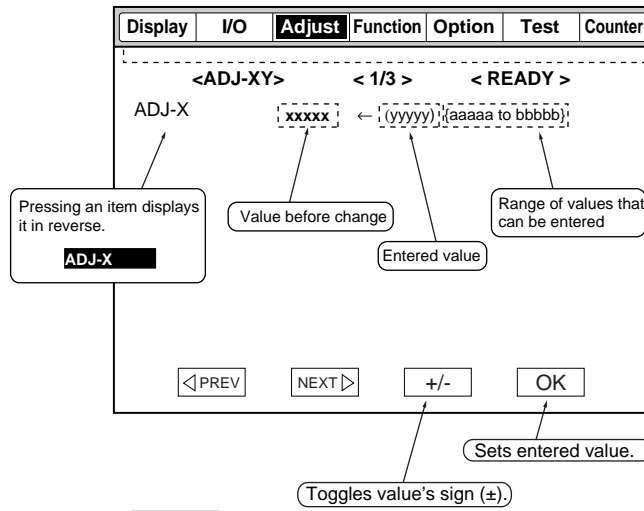 Display I/O Adjust Function Option Test Counter
<ADJ-XY> < 1/3 > < READY >
ADJ-X xxxxx ← (yyyyy) {aaaaa to bbbbb}
Pressing an item displays
it in reverse.
ADJ-X
Value before change
Entered value
Range of values that
can be entered
PREV NEXT +/- OK
Sets entered value.
Toggles value's sign (±).